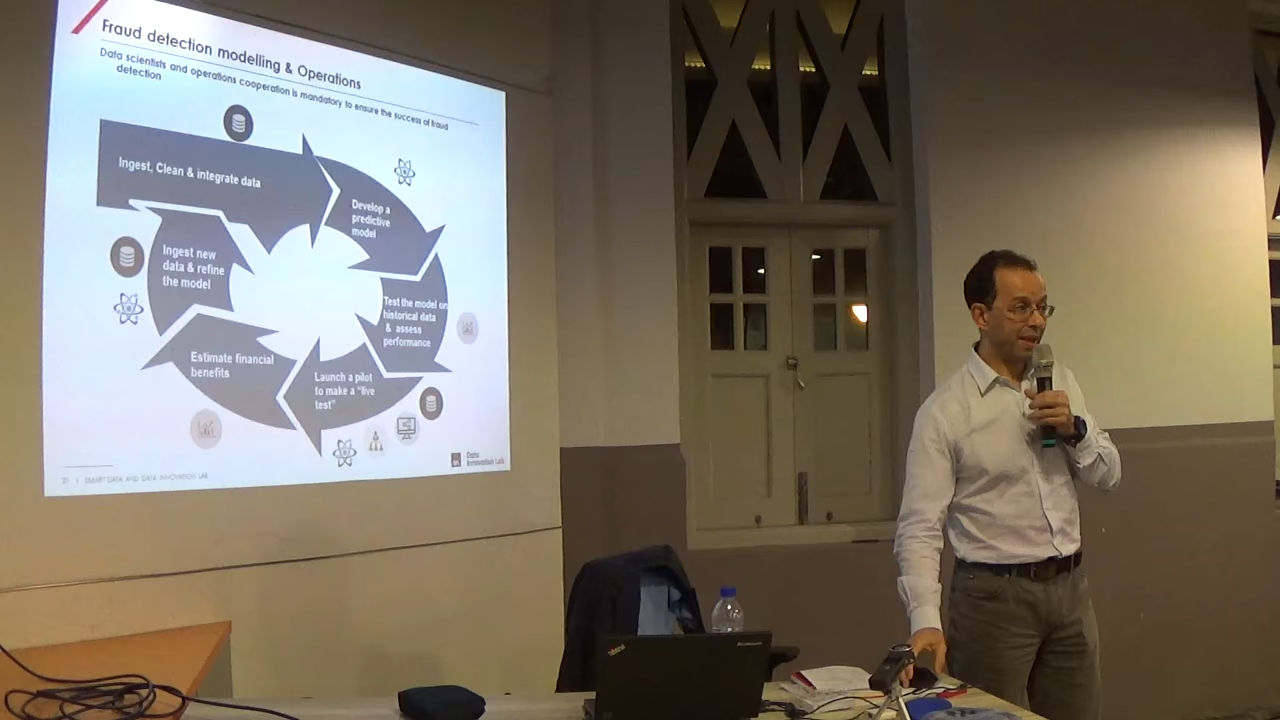 Fraud detection modelling & Operations
Data scientists and operations cooperation is mandatory to ensure the success of fraud
detection
Ingest, Clean & integrate data
Develop a
predictive
model
Test the model on
historical data
& assess
performance
Launch a pilot
to make a "live
test"
Estimate financial
benefits
Ingest new
data & refine
the model
21 | SMART DATA AND DATA INNOVATION LAB
Data
Innovation Lab